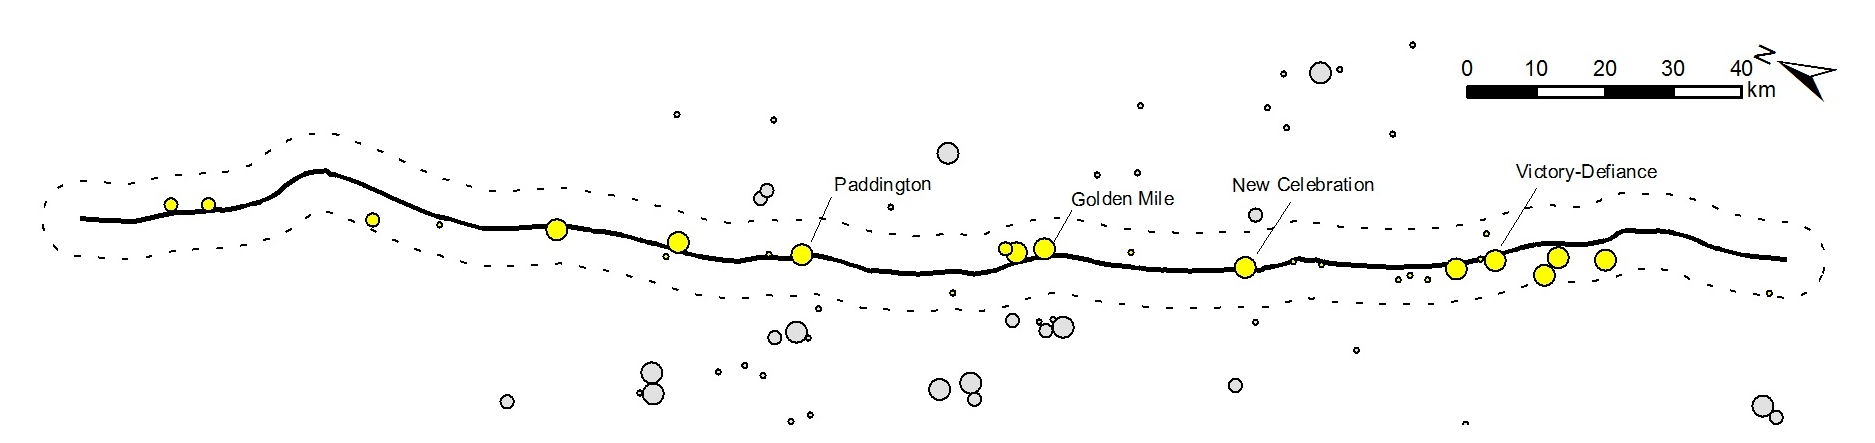 0 10 20 30 40
km
N
Victory-Defiance
Paddington
New Celebration
Golden Mile